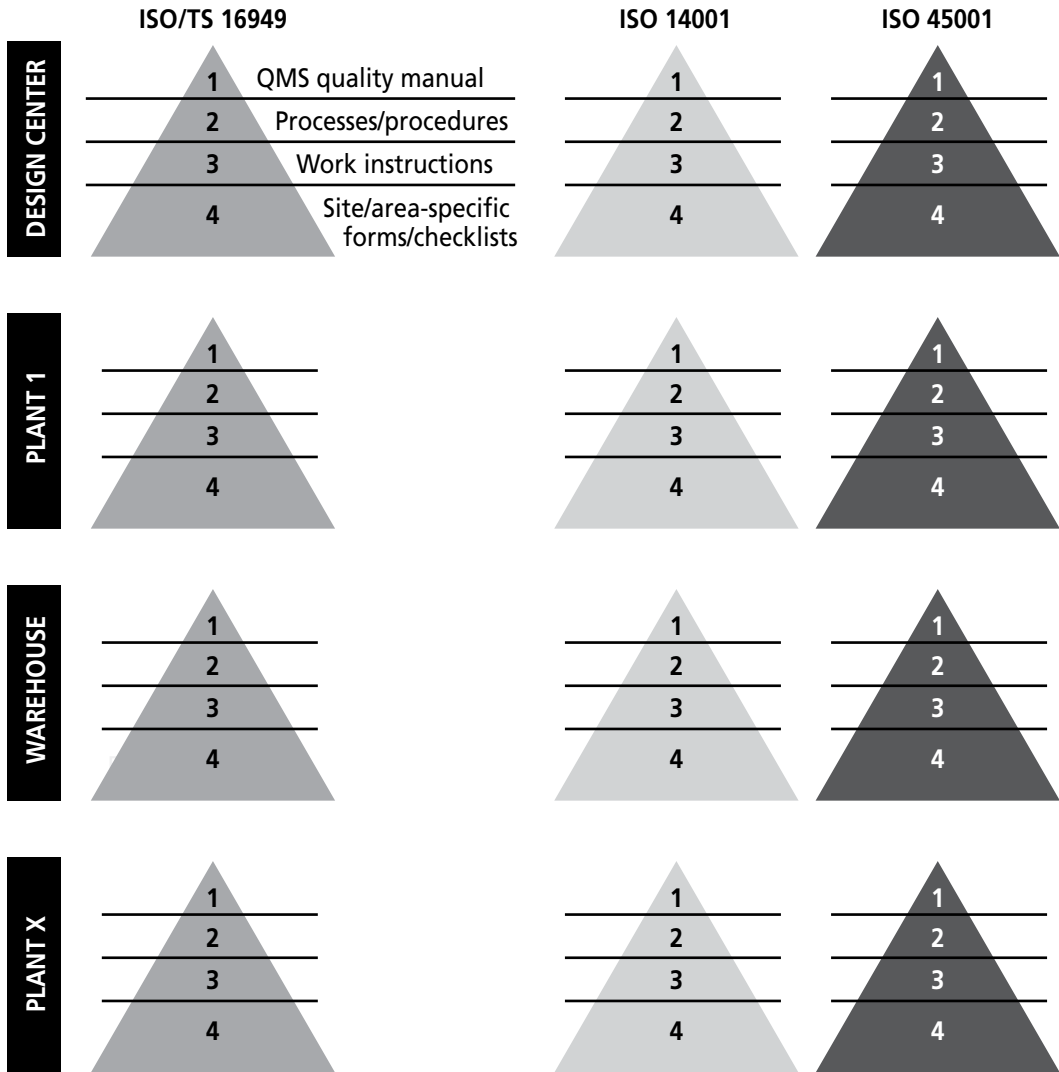 ISO/TS 16949 ISO 14001 ISO 45001
DESIGN CENTER
1 QMS quality manual 1 1
2 Processes/procedures 2 2
3 Work instructions 3 3
4 Site/area-specific 4 4
forms/checklists
PLANT 1
1 1 1
2 2 2
3 3 3
4 4 4
WAREHOUSE
1 1 1
2 2 2
3 3 3
4 4 4
PLANT X
1 1 1
2 2 2
3 3 3
4 4 4